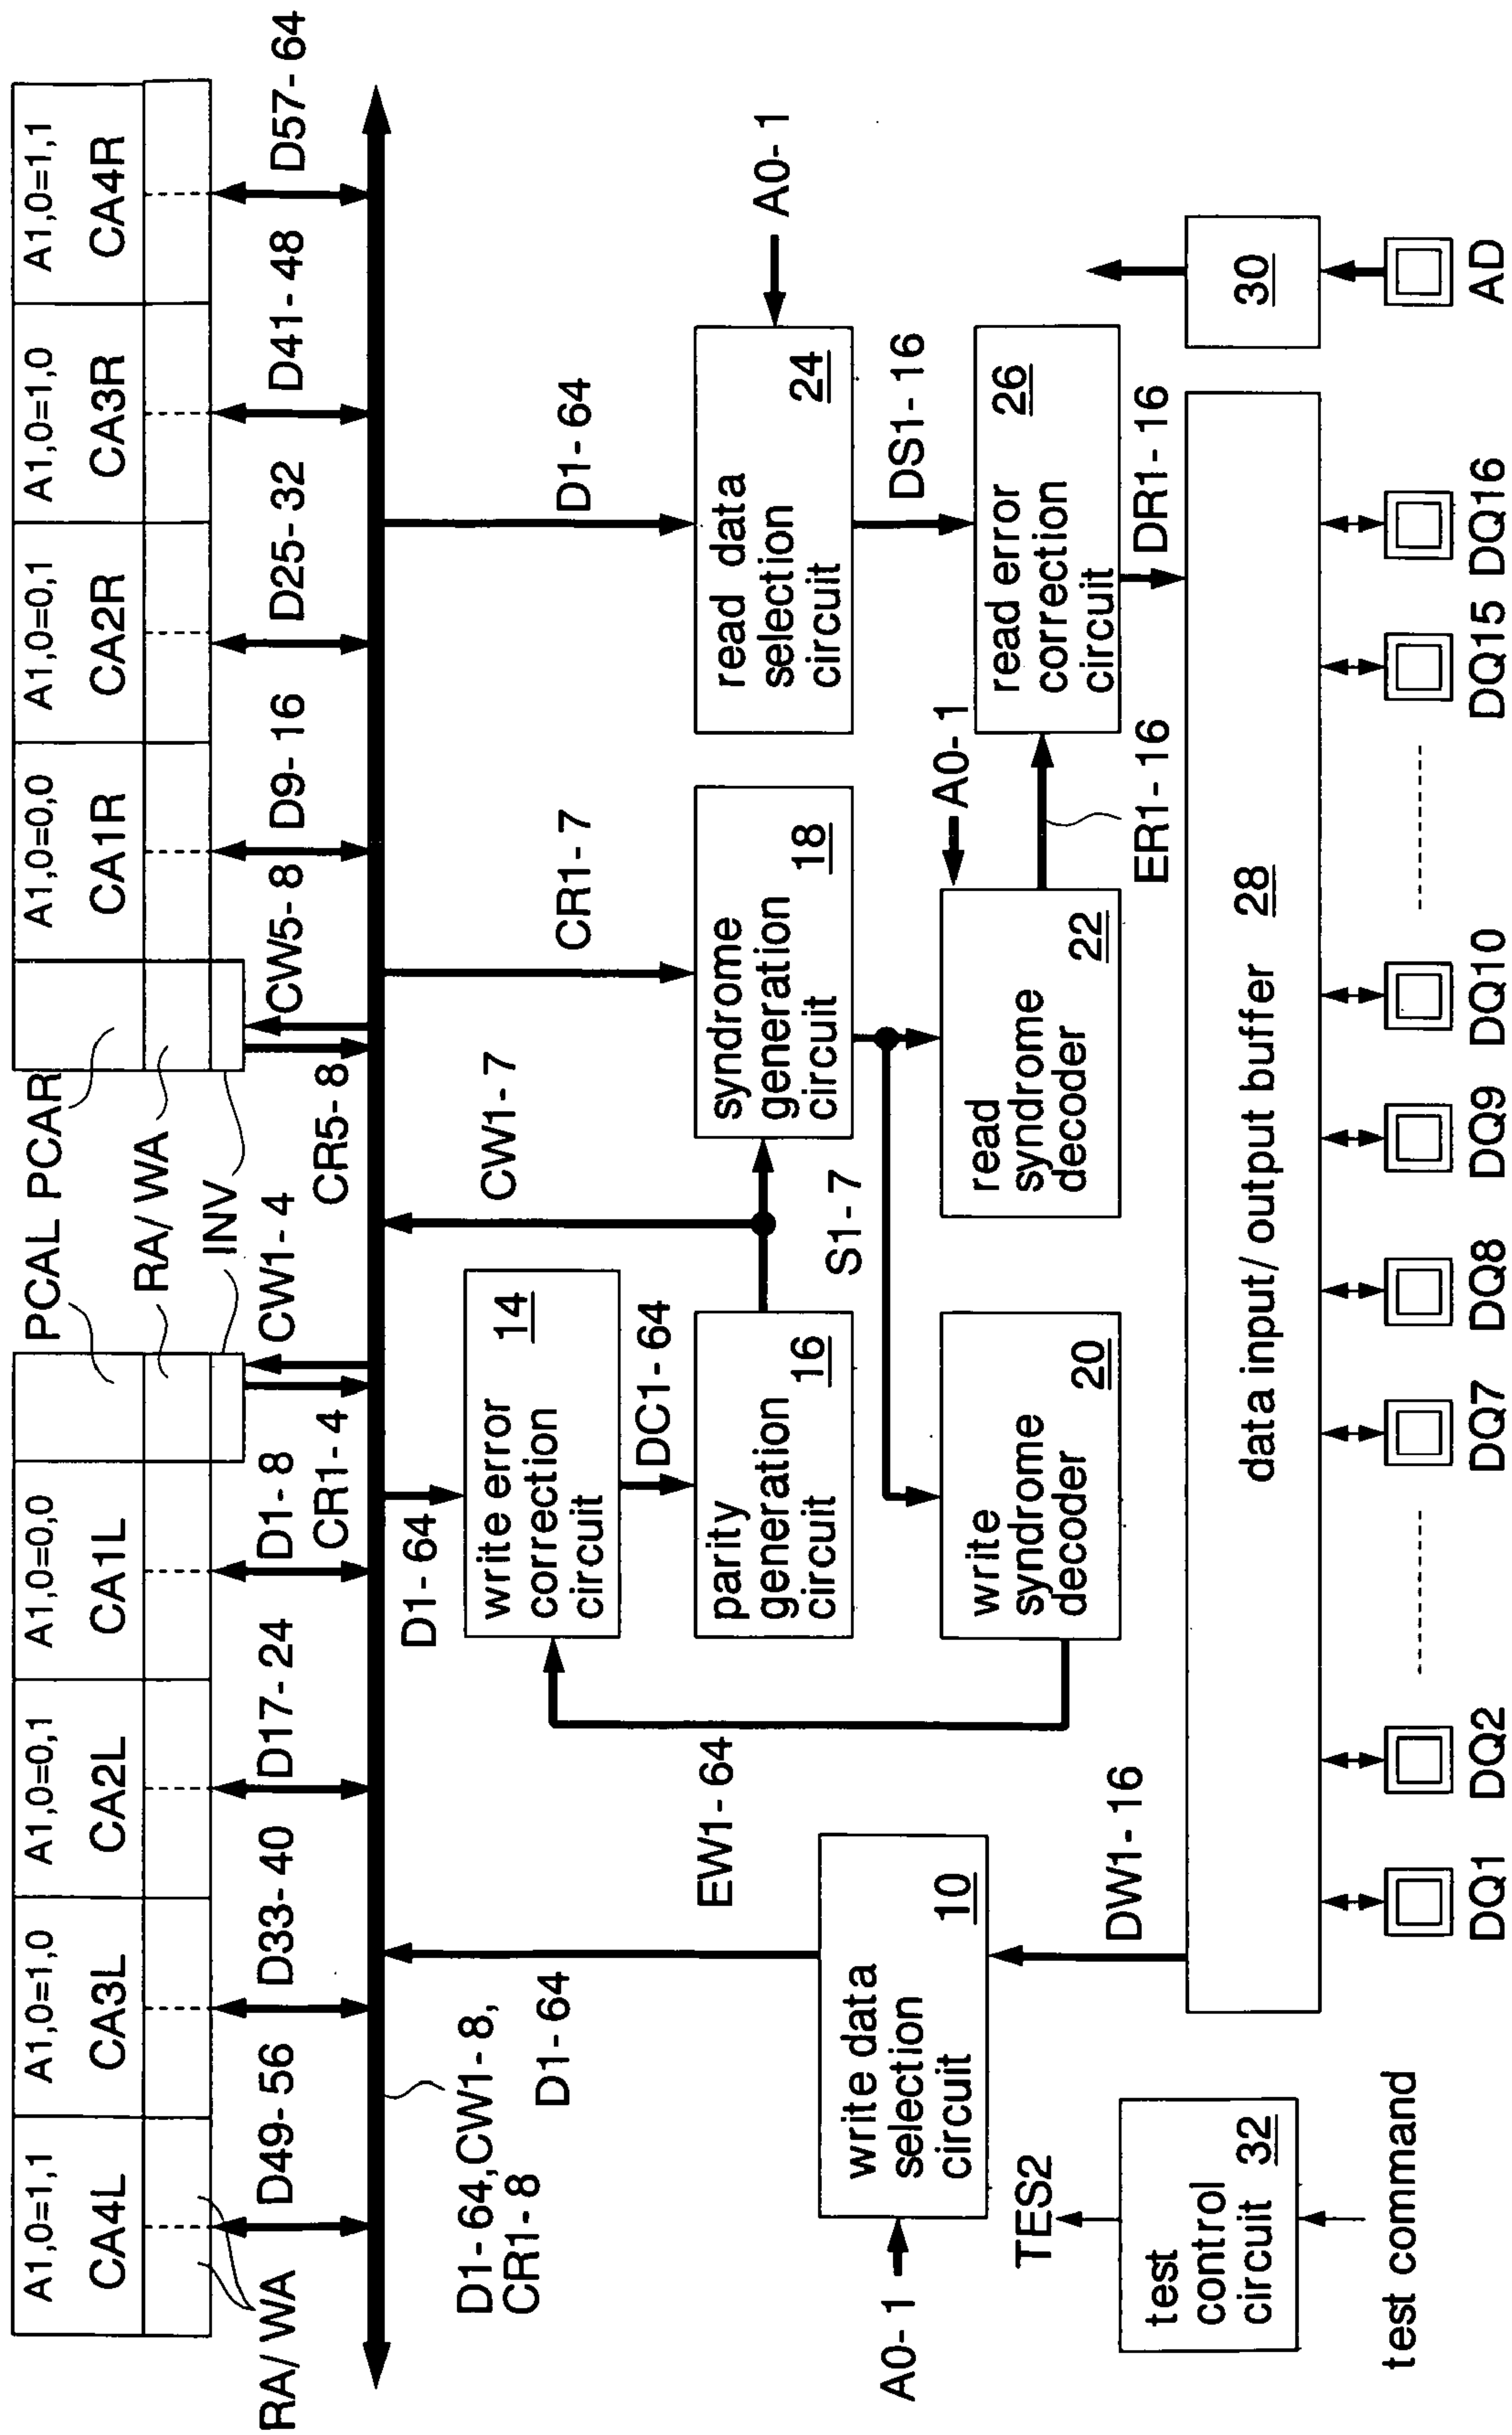 PCAL PCAR
RA/ WA
INV
A1,0=1,1
A1,0=1,0
A1,0=0,1
A1,0=0,0
A1,0=0,0
A1,0=0,1
A1,0=1,0
A1,0=1,1
CA4L
CA3L
CA2L
CA1L
CA1R
CA2R
CA3R
CA4R
RA/ WA
D49- 56
D33- 40
D17- 24
D1- 8
CW1- 4
CW5- 8
D9- 16
D25- 32
D41- 48
D57- 64
CR1- 4
CR5- 8
D1- 64,CW1- 8,
CR1- 8
D1- 64
D1- 64
CW1- 7
CR1- 7
D1- 64
write error
correction
circuit
14
DC1- 64
parity
generation
circuit
16
syndrome
generation
circuit
18
read data
selection
circuit
24
A0- 1
EW1- 64
S1- 7
DS1- 16
A0- 1
write data
selection
circuit
10
A0- 1
write
syndrome
decoder
20
read
syndrome
decoder
22
read error
correction
circuit
26
TES2
DW1- 16
ER1- 16
DR1- 16
test
control
circuit
32
test command
data input/ output buffer
28
30
DQ1
DQ2
DQ7
DQ8
DQ9
DQ10
DQ15
DQ16
AD